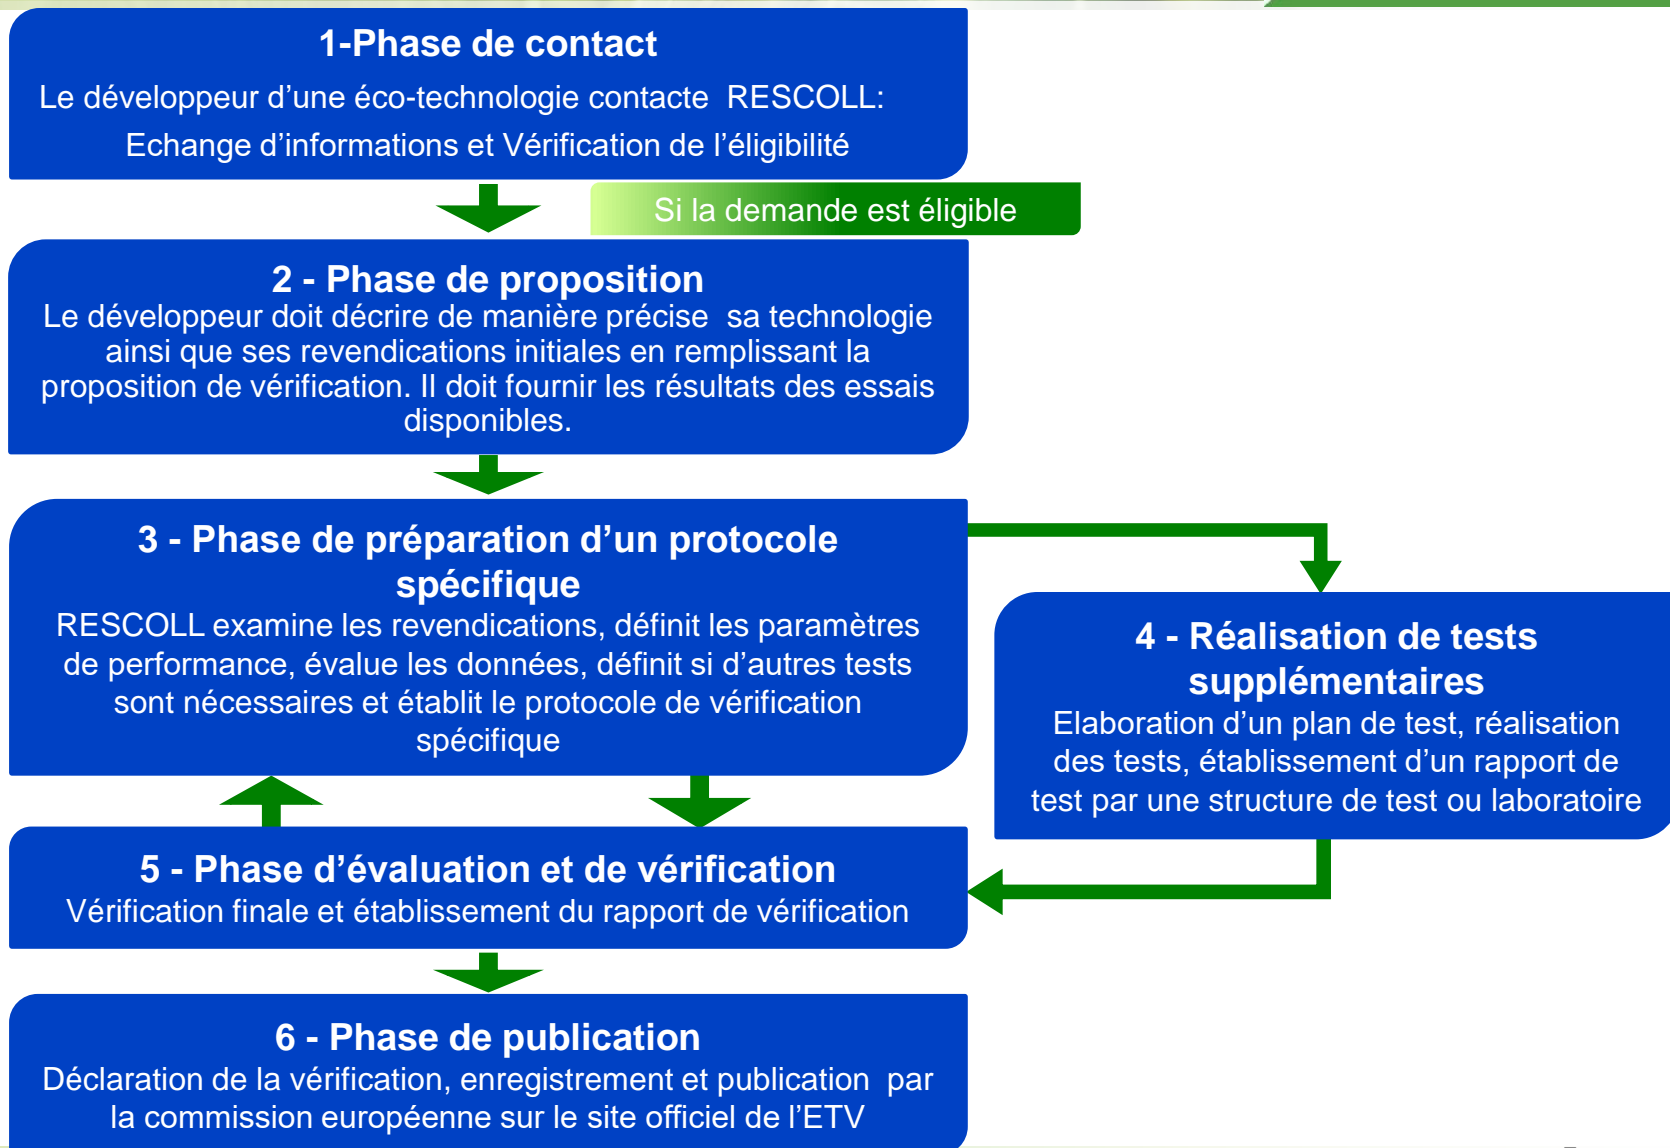 1-Phase de contact
Le développeur d’une éco-technologie contacte  RESCOLL:
Echange d’informations et Vérification de l’éligibilité
Si la demande est éligible
2 - Phase de proposition
Le développeur doit décrire de manière précise  sa technologie
ainsi que ses revendications initiales en remplissant la
proposition de vérification. Il doit fournir les résultats des essais
disponibles.
3 - Phase de préparation d’un protocole
spécifique
RESCOLL examine les revendications, définit les paramètres
de performance, évalue les données, définit si d’autres tests
sont nécessaires et établit le protocole de vérification
spécifique
4 - Réalisation de tests
supplémentaires
Elaboration d’un plan de test, réalisation
des tests, établissement d’un rapport de
test par une structure de test ou laboratoire
5 - Phase d’évaluation et de vérification
Vérification finale et établissement du rapport de vérification
6 - Phase de publication
Déclaration de la vérification, enregistrement et publication  par
la commission européenne sur le site officiel de l’ETV